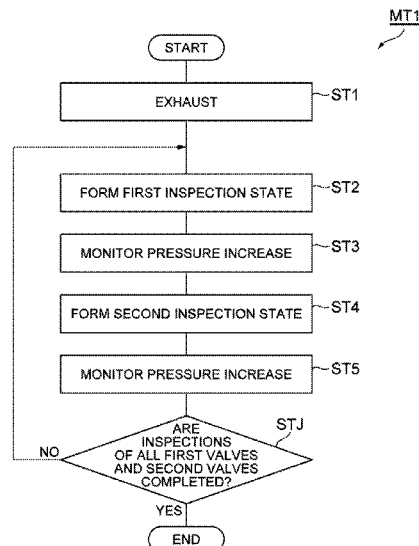 MT1
START
EXHAUST
ST1
FORM FIRST INSPECTION STATE
ST2
MONITOR PRESSURE INCREASE
ST3
FORM SECOND INSPECTION STATE
ST4
MONITOR PRESSURE INCREASE
ST5
STJ
ARE
INSPECTIONS
OF ALL FIRST VALVES
AND SECOND VALVES
COMPLETED?
NO
YES
END